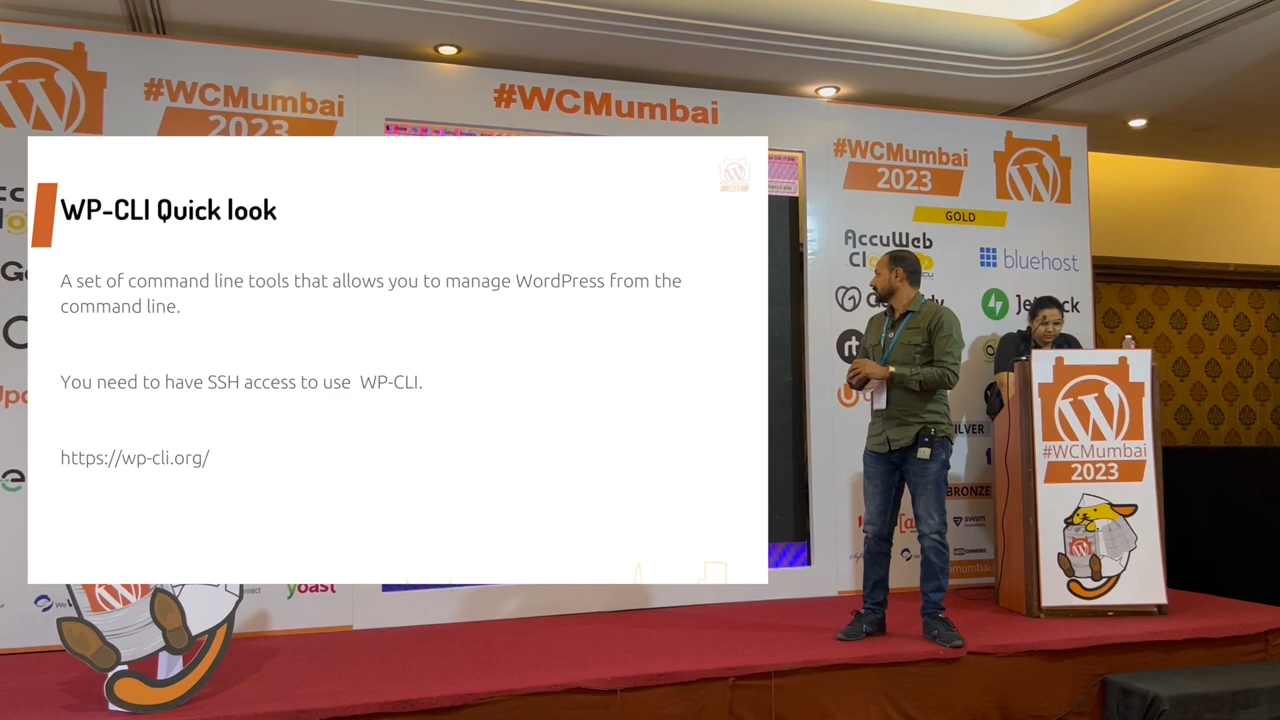 #WCMumbai
2023
#WCMumbai
#WCMumbai
2023
GOLD
AccuWeb
bluehost
WP-CLI Quick look
A set of command line tools that allows you to manage WordPress from the
command line.
You need to have SSH access to use WP-CLI.
https://wp-cli.org/
BRONZE
awsm
yoast
#WCMumbai
2023